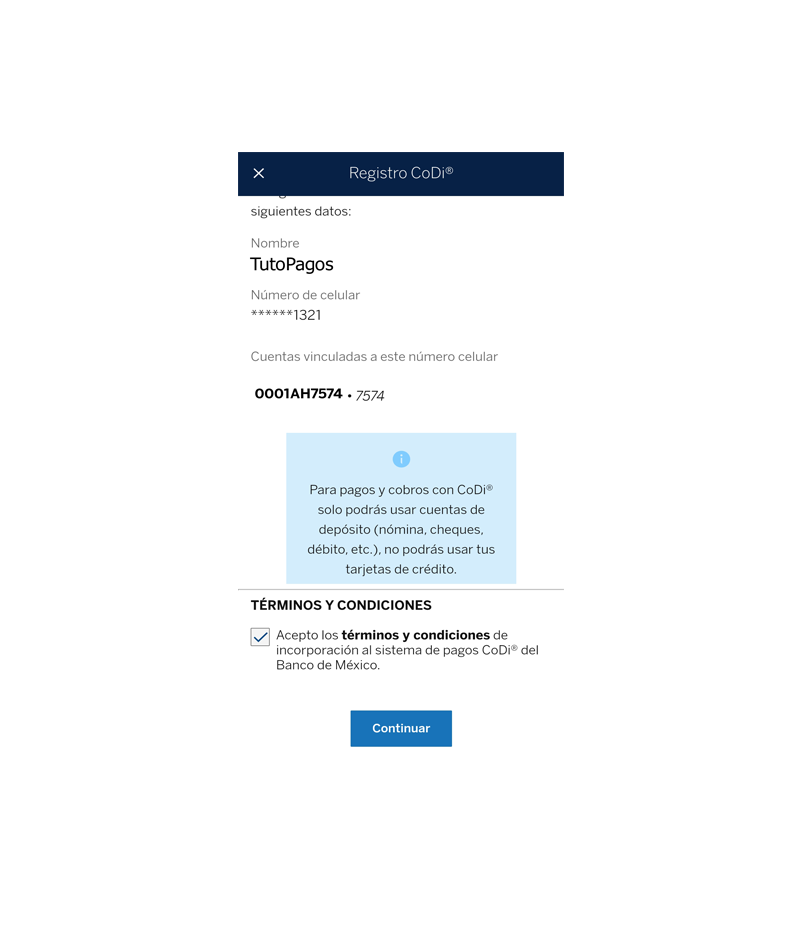 Registro CoDi®
siguientes datos:
Nombre
TutoPagos
Número de celular
******1321
Cuentas vinculadas a este número celular
0001AH7574 • 7574
Para pagos y cobros con CoDi®
solo podrás usar cuentas de
depósito (nómina, cheques,
débito, etc.), no podrás usar tus
tarjetas de crédito.
TÉRMINOS Y CONDICIONES
Acepto los términos y condiciones de
incorporación al sistema de pagos CoDi® del
Banco de México.
Continuar